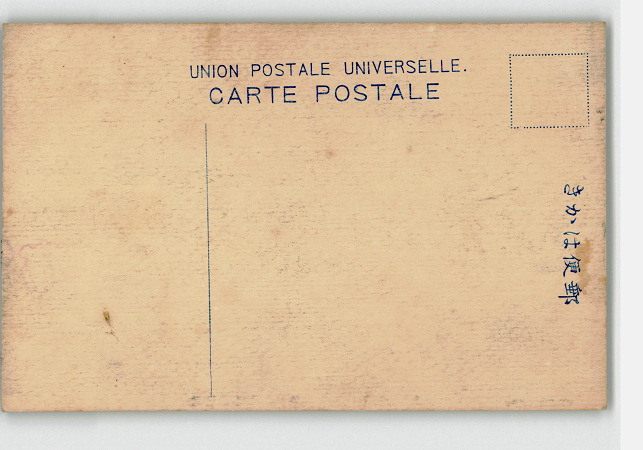 UNION POSTALE UNIVERSELLE.
CARTE POSTALE
きかは便郵